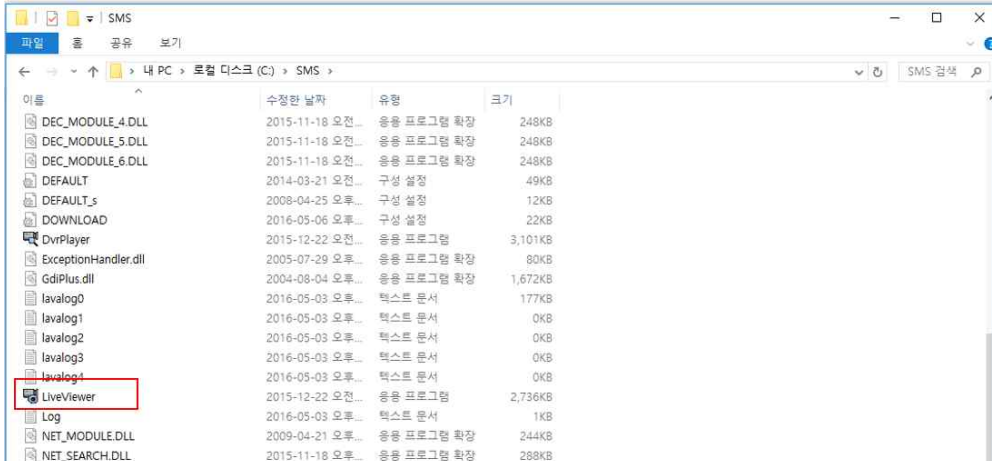 SMS
파일 홈 공유 보기
내 PC › 로컬 디스크 (C:) › SMS › SMS 검색
이름 수정한 날짜 유형 크기
DEC_MODULE_4.DLL 2015-11-18 오전... 응용 프로그램 확장 248KB
DEC_MODULE_5.DLL 2015-11-18 오전... 응용 프로그램 확장 248KB
DEC_MODULE_6.DLL 2015-11-18 오전... 응용 프로그램 확장 248KB
DEFAULT 2014-03-21 오전... 구성 설정 49KB
DEFAULT_s 2008-04-25 오후... 구성 설정 12KB
DOWNLOAD 2016-05-06 오후... 구성 설정 22KB
DvrPlayer 2015-12-22 오전... 응용 프로그램 3,101KB
ExceptionHandler.dll 2005-07-29 오후... 응용 프로그램 확장 80KB
GdiPlus.dll 2004-08-04 오후... 응용 프로그램 확장 1,672KB
lavalog0 2016-05-03 오후... 텍스트 문서 177KB
lavalog1 2016-05-03 오후... 텍스트 문서 0KB
lavalog2 2016-05-03 오후... 텍스트 문서 0KB
lavalog3 2016-05-03 오후... 텍스트 문서 0KB
lavalog4 2016-05-03 오후... 텍스트 문서 0KB
LiveViewer 2015-12-22 오전... 응용 프로그램 2,736KB
Log 2016-05-03 오후... 텍스트 문서 1KB
NET_MODULE.DLL 2009-04-21 오후... 응용 프로그램 확장 244KB
NET_SEARCH.DLL 2015-11-18 오전... 응용 프로그램 확장 288KB